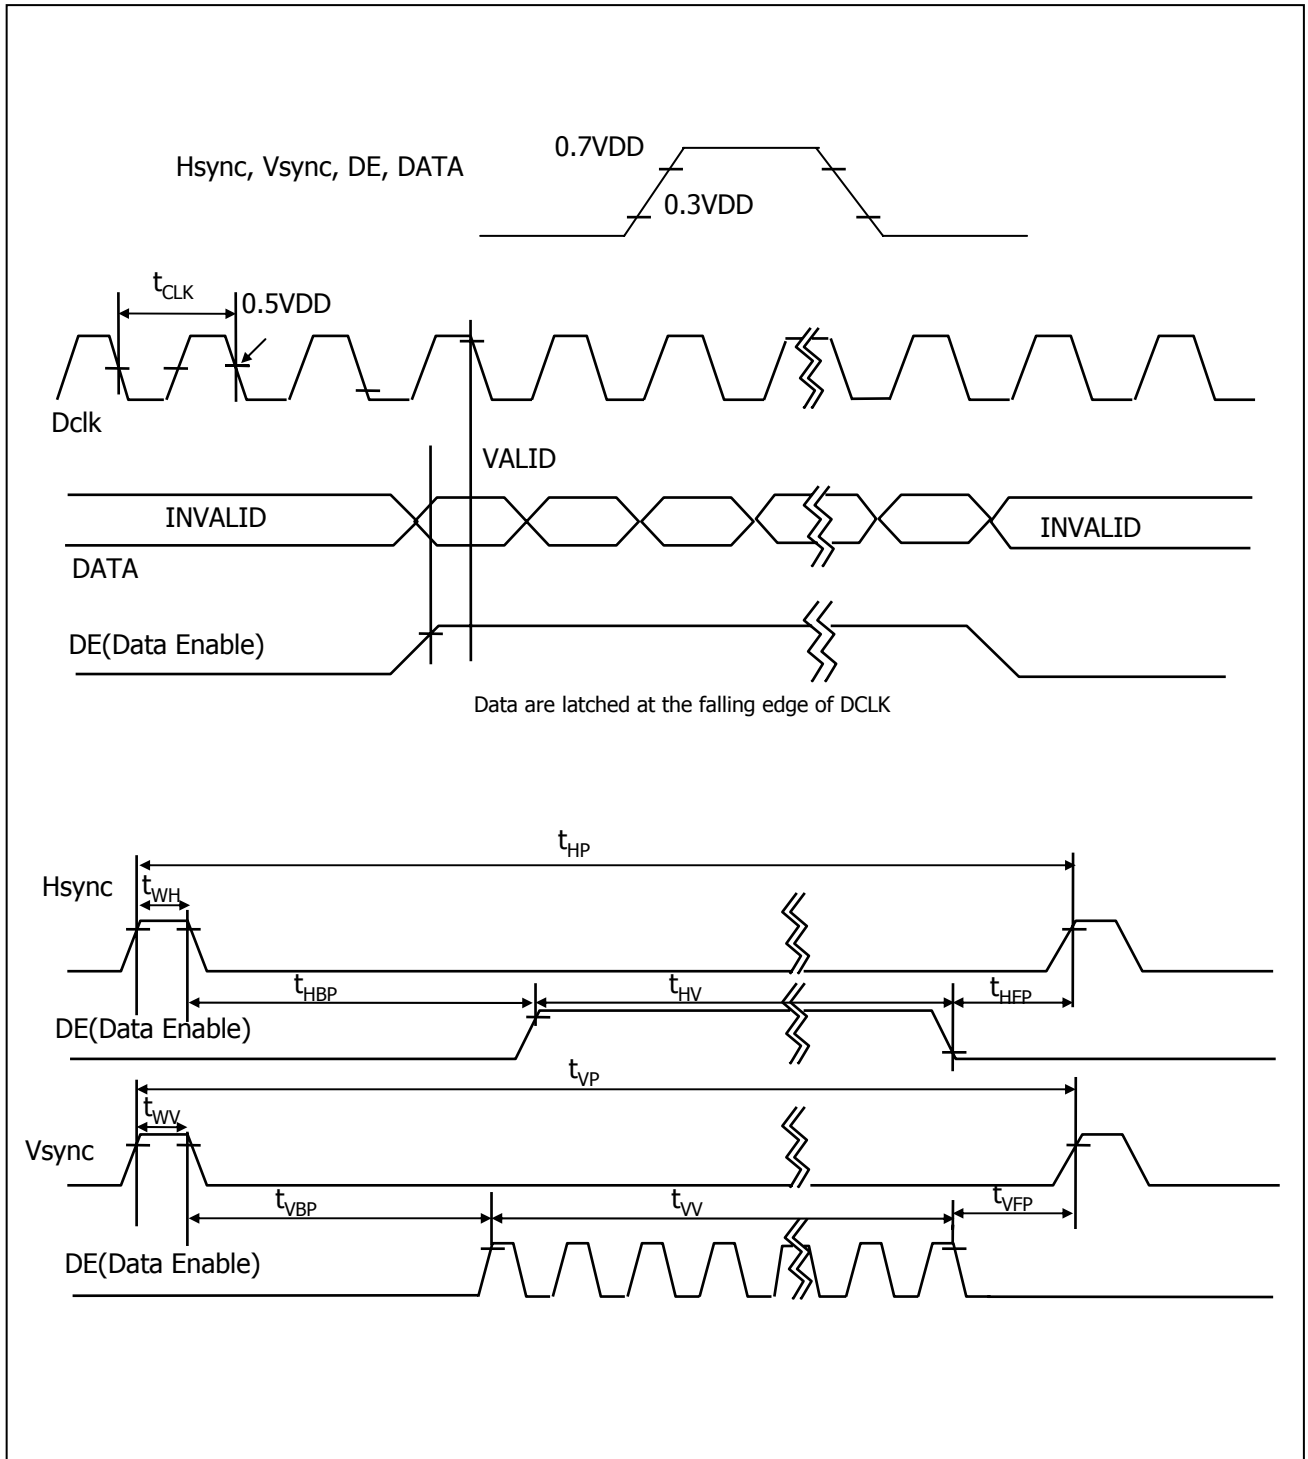 0.7VDD
Hsync, Vsync, DE, DATA
0.3VDD
tCLK
0.5VDD
Dclk
VALID
INVALID
INVALID
DATA
DE(Data Enable)
Data are latched at the falling edge of DCLK
tHP
Hsync
tWH
tHBP
tHV
tHFP
DE(Data Enable)
tVP
tWV
Vsync
tVBP
tVV
tVFP
DE(Data Enable)